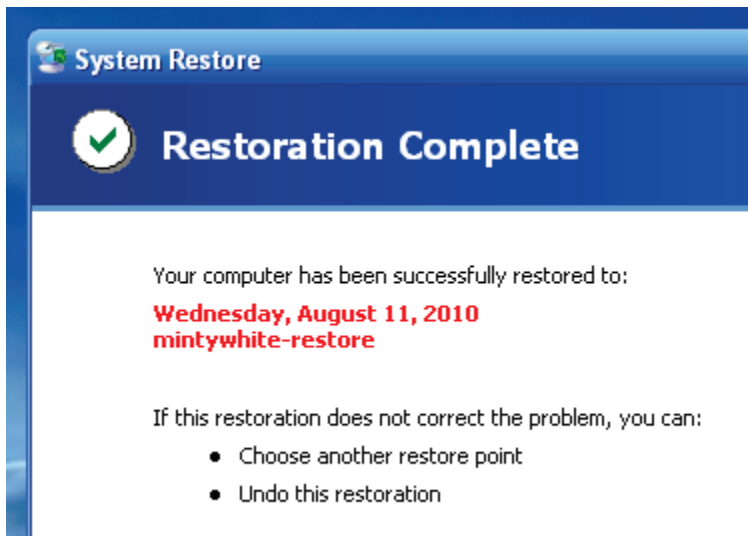 System Restore
Restoration Complete
Your computer has been successfully restored to:
Wednesday, August 11, 2010
mintywhite-restore
If this restoration does not correct the problem, you can:
● Choose another restore point
● Undo this restoration